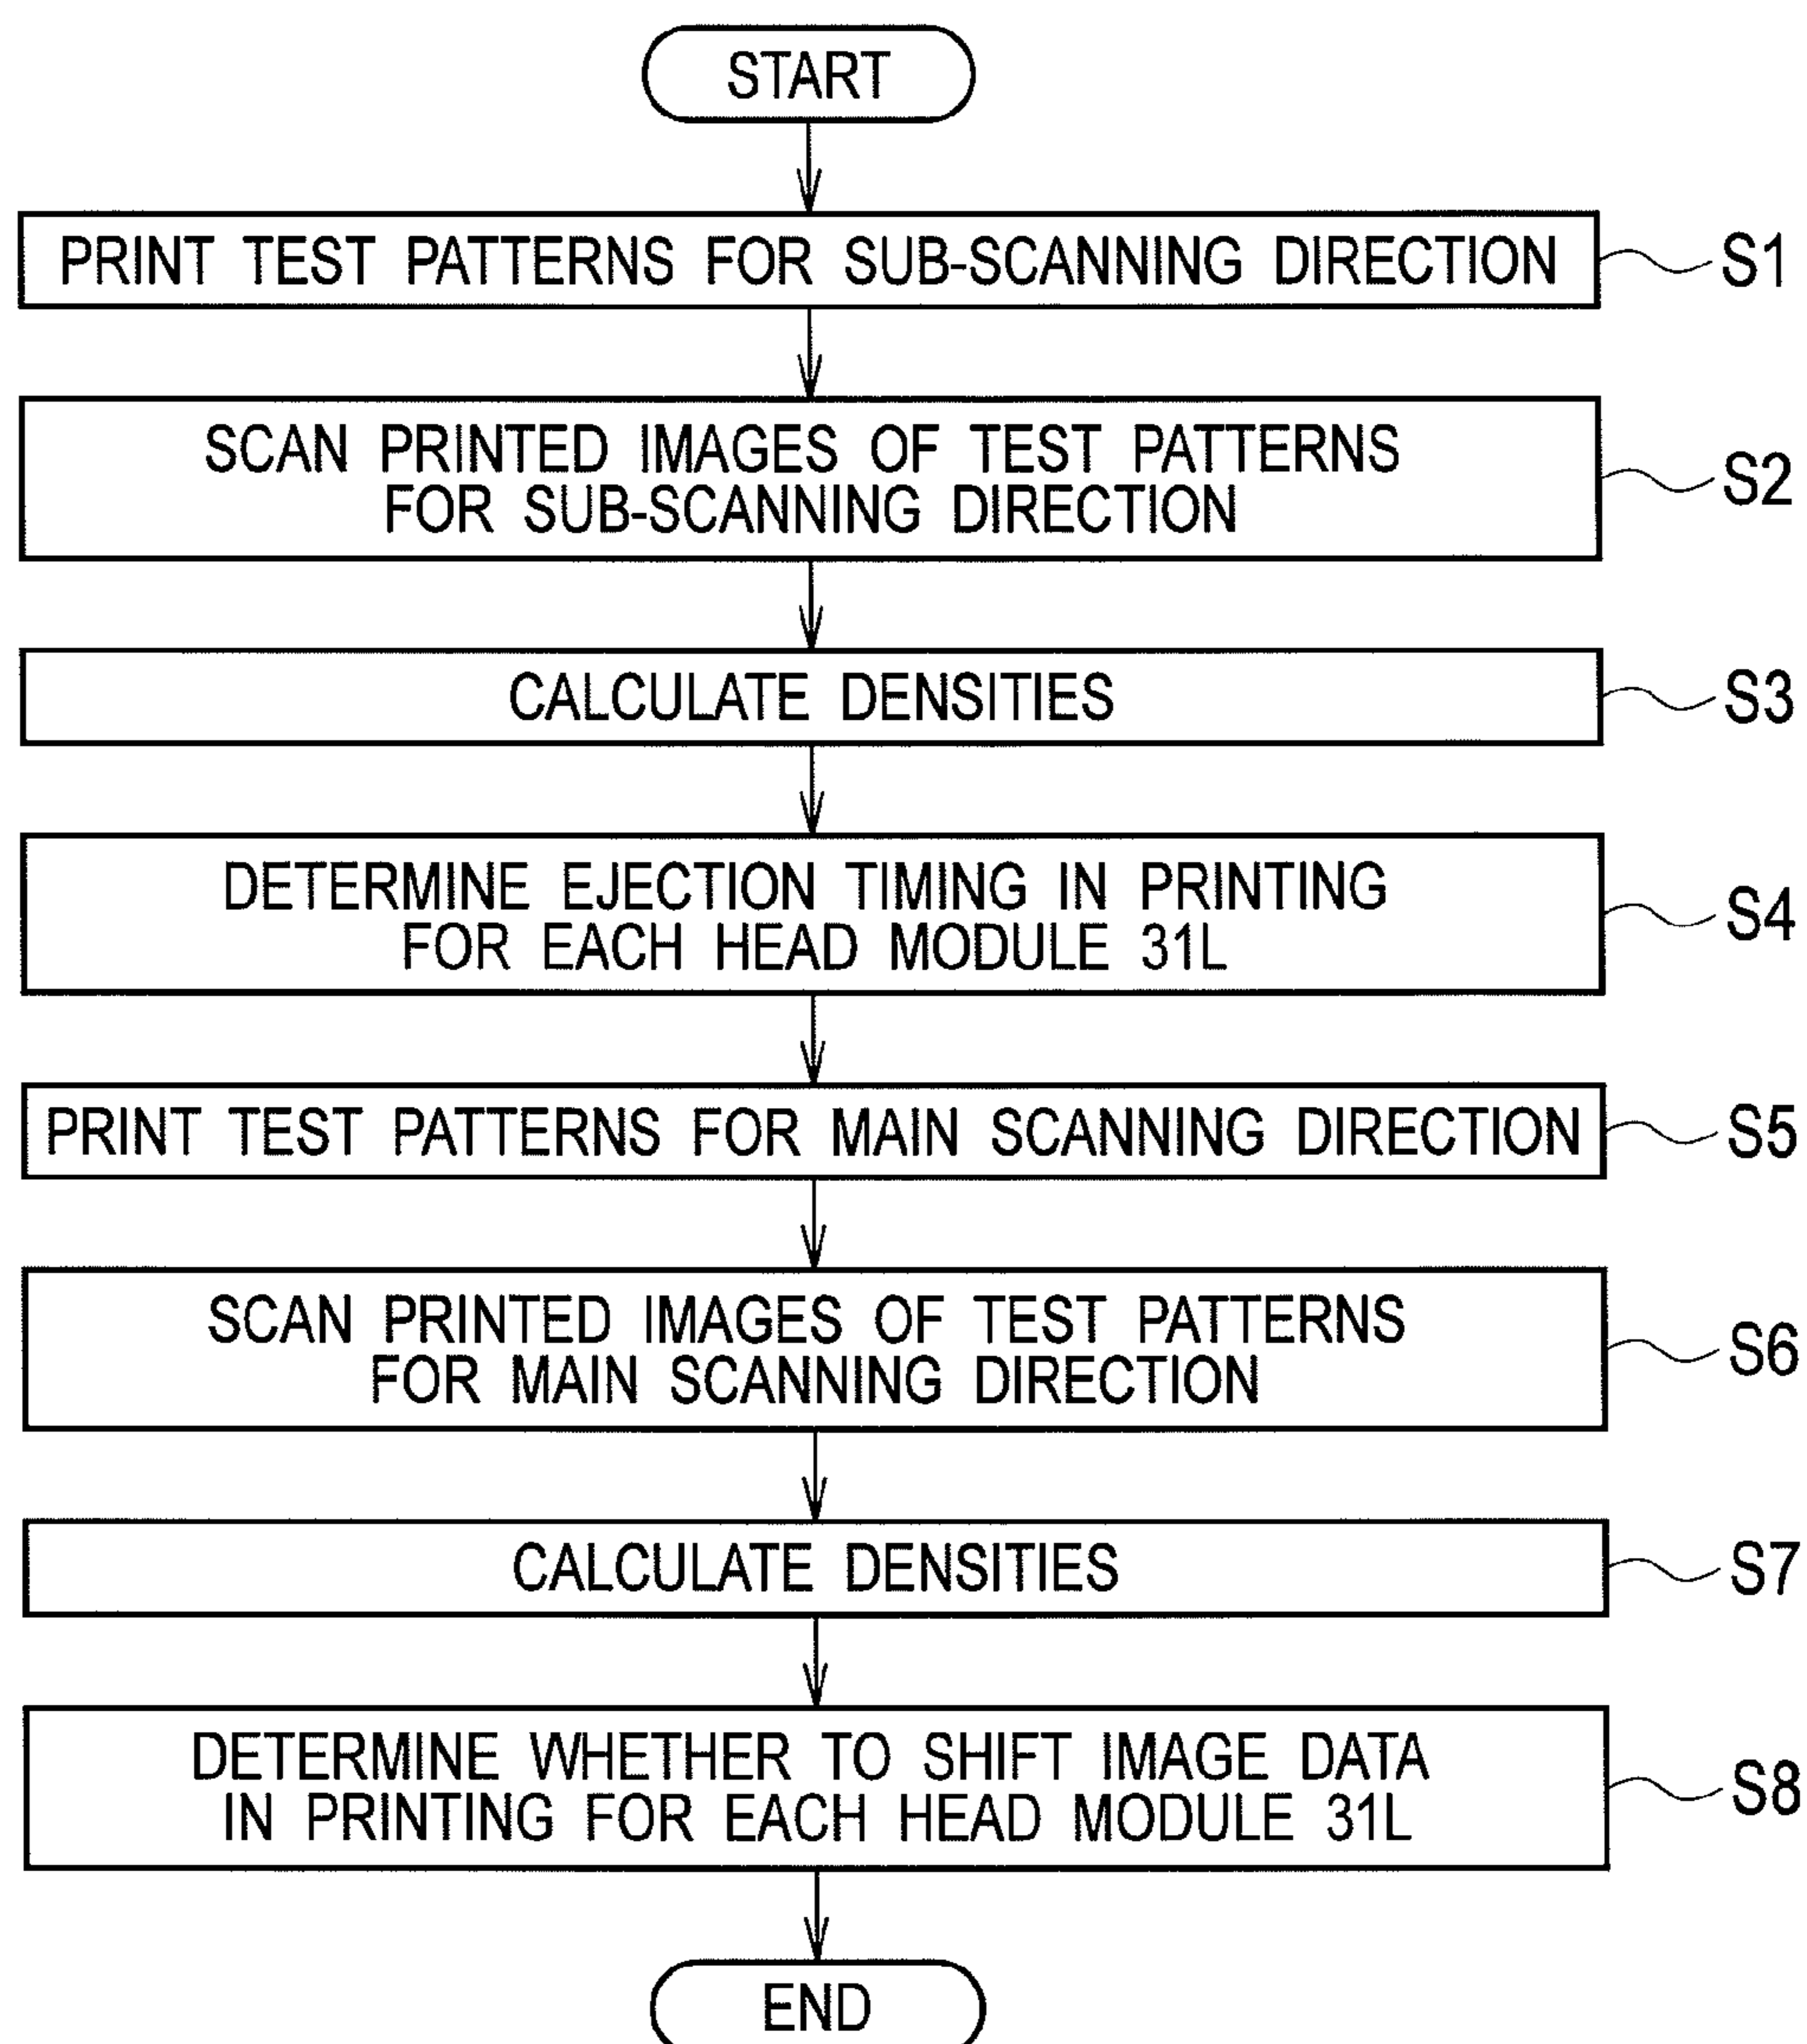 START
PRINT TEST PATTERNS FOR SUB-SCANNING DIRECTION
S1
SCAN PRINTED IMAGES OF TEST PATTERNS
FOR SUB-SCANNING DIRECTION
S2
CALCULATE DENSITIES
S3
DETERMINE EJECTION TIMING IN PRINTING
FOR EACH HEAD MODULE 31L
S4
PRINT TEST PATTERNS FOR MAIN SCANNING DIRECTION
S5
SCAN PRINTED IMAGES OF TEST PATTERNS
FOR MAIN SCANNING DIRECTION
S6
CALCULATE DENSITIES
S7
DETERMINE WHETHER TO SHIFT IMAGE DATA
IN PRINTING FOR EACH HEAD MODULE 31L
S8
END